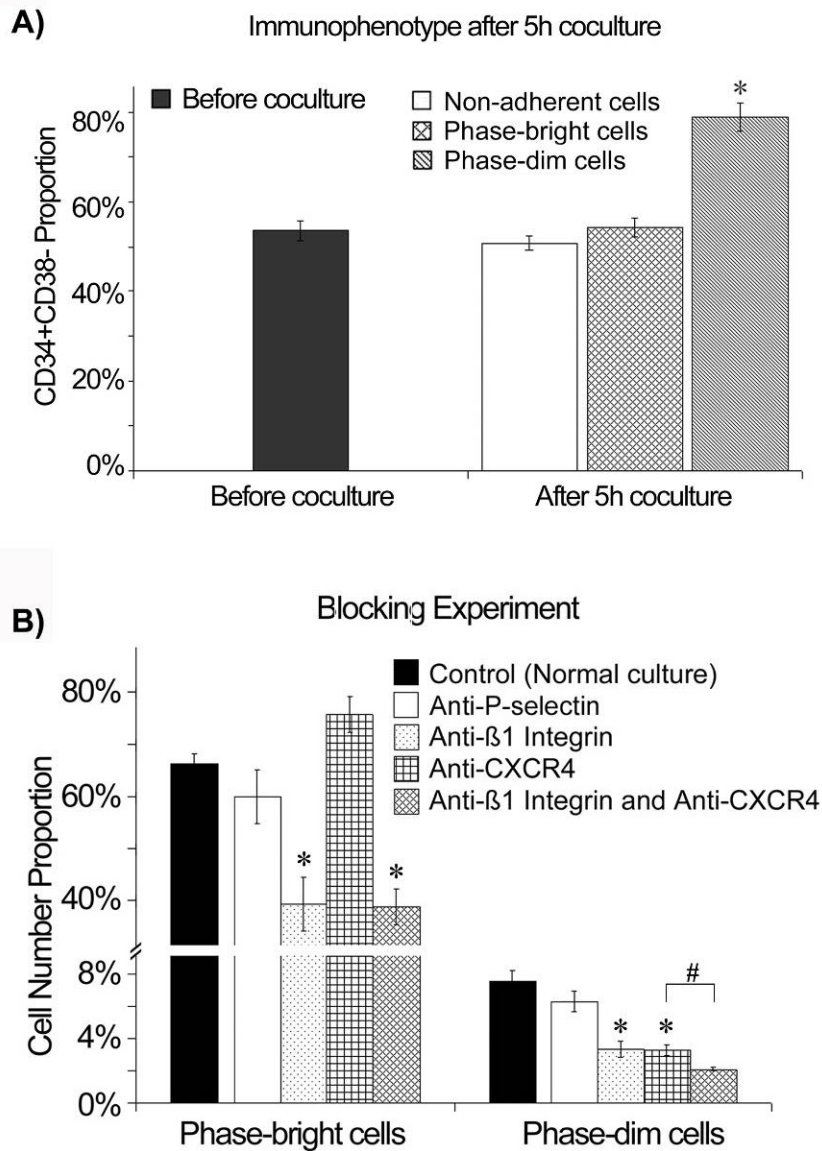 A)
Immunophenotype after 5h coculture
CD34+CD38- Proportion
80%
60%
40%
20%
0%
Before coculture
Non-adherent cells
Phase-bright cells
Phase-dim cells
*
Before coculture
After 5h coculture
B)
Blocking Experiment
Cell Number Proportion
80%
60%
40%
8%
4%
0%
Control (Normal culture)
Anti-P-selectin
Anti-ß1 Integrin
Anti-CXCR4
Anti-ß1 Integrin and Anti-CXCR4
*
*
*
*
#
Phase-bright cells
Phase-dim cells